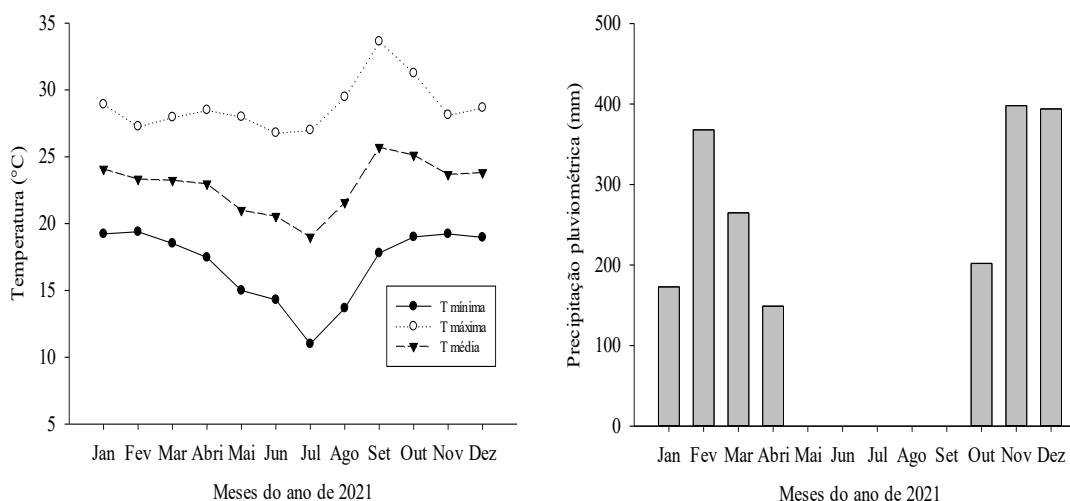 Temperatura (°C)
35
30
25
20
15
10
5
T mínima
T máxima
T média
Jan Fev Mar Abri Mai Jun Jul Ago Set Out Nov Dez
Meses do ano de 2021
Precipitação pluviométrica (mm)
500
400
300
200
100
0
Jan Fev Mar Abri Mai Jun Jul Ago Set Out Nov Dez
Meses do ano de 2021